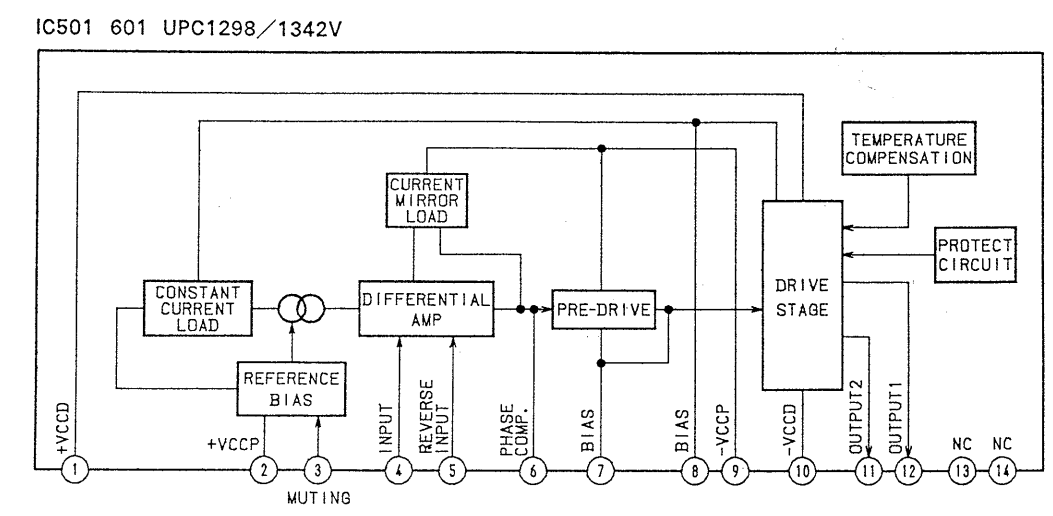 IC501 601 UPC1298/1342V
TEMPERATURE
COMPENSATION
CURRENT
MIRROR
LOAD
PROTECT
CIRCUIT
CONSTANT
CURRENT
LOAD
DIFFERENTIAL
AMP
PRE-DRIVE
DRIVE
STAGE
REFERENCE
BIAS
+VCCD
+VCCP
INPUT
REVERSE
INPUT
PHASE
COMP.
BIAS
BIAS
-VCCP
-VCCD
OUTPUT2
OUTPUT1
NC
NC
1
2
3
4
5
6
7
8
9
10
11
12
13
14
MUTING